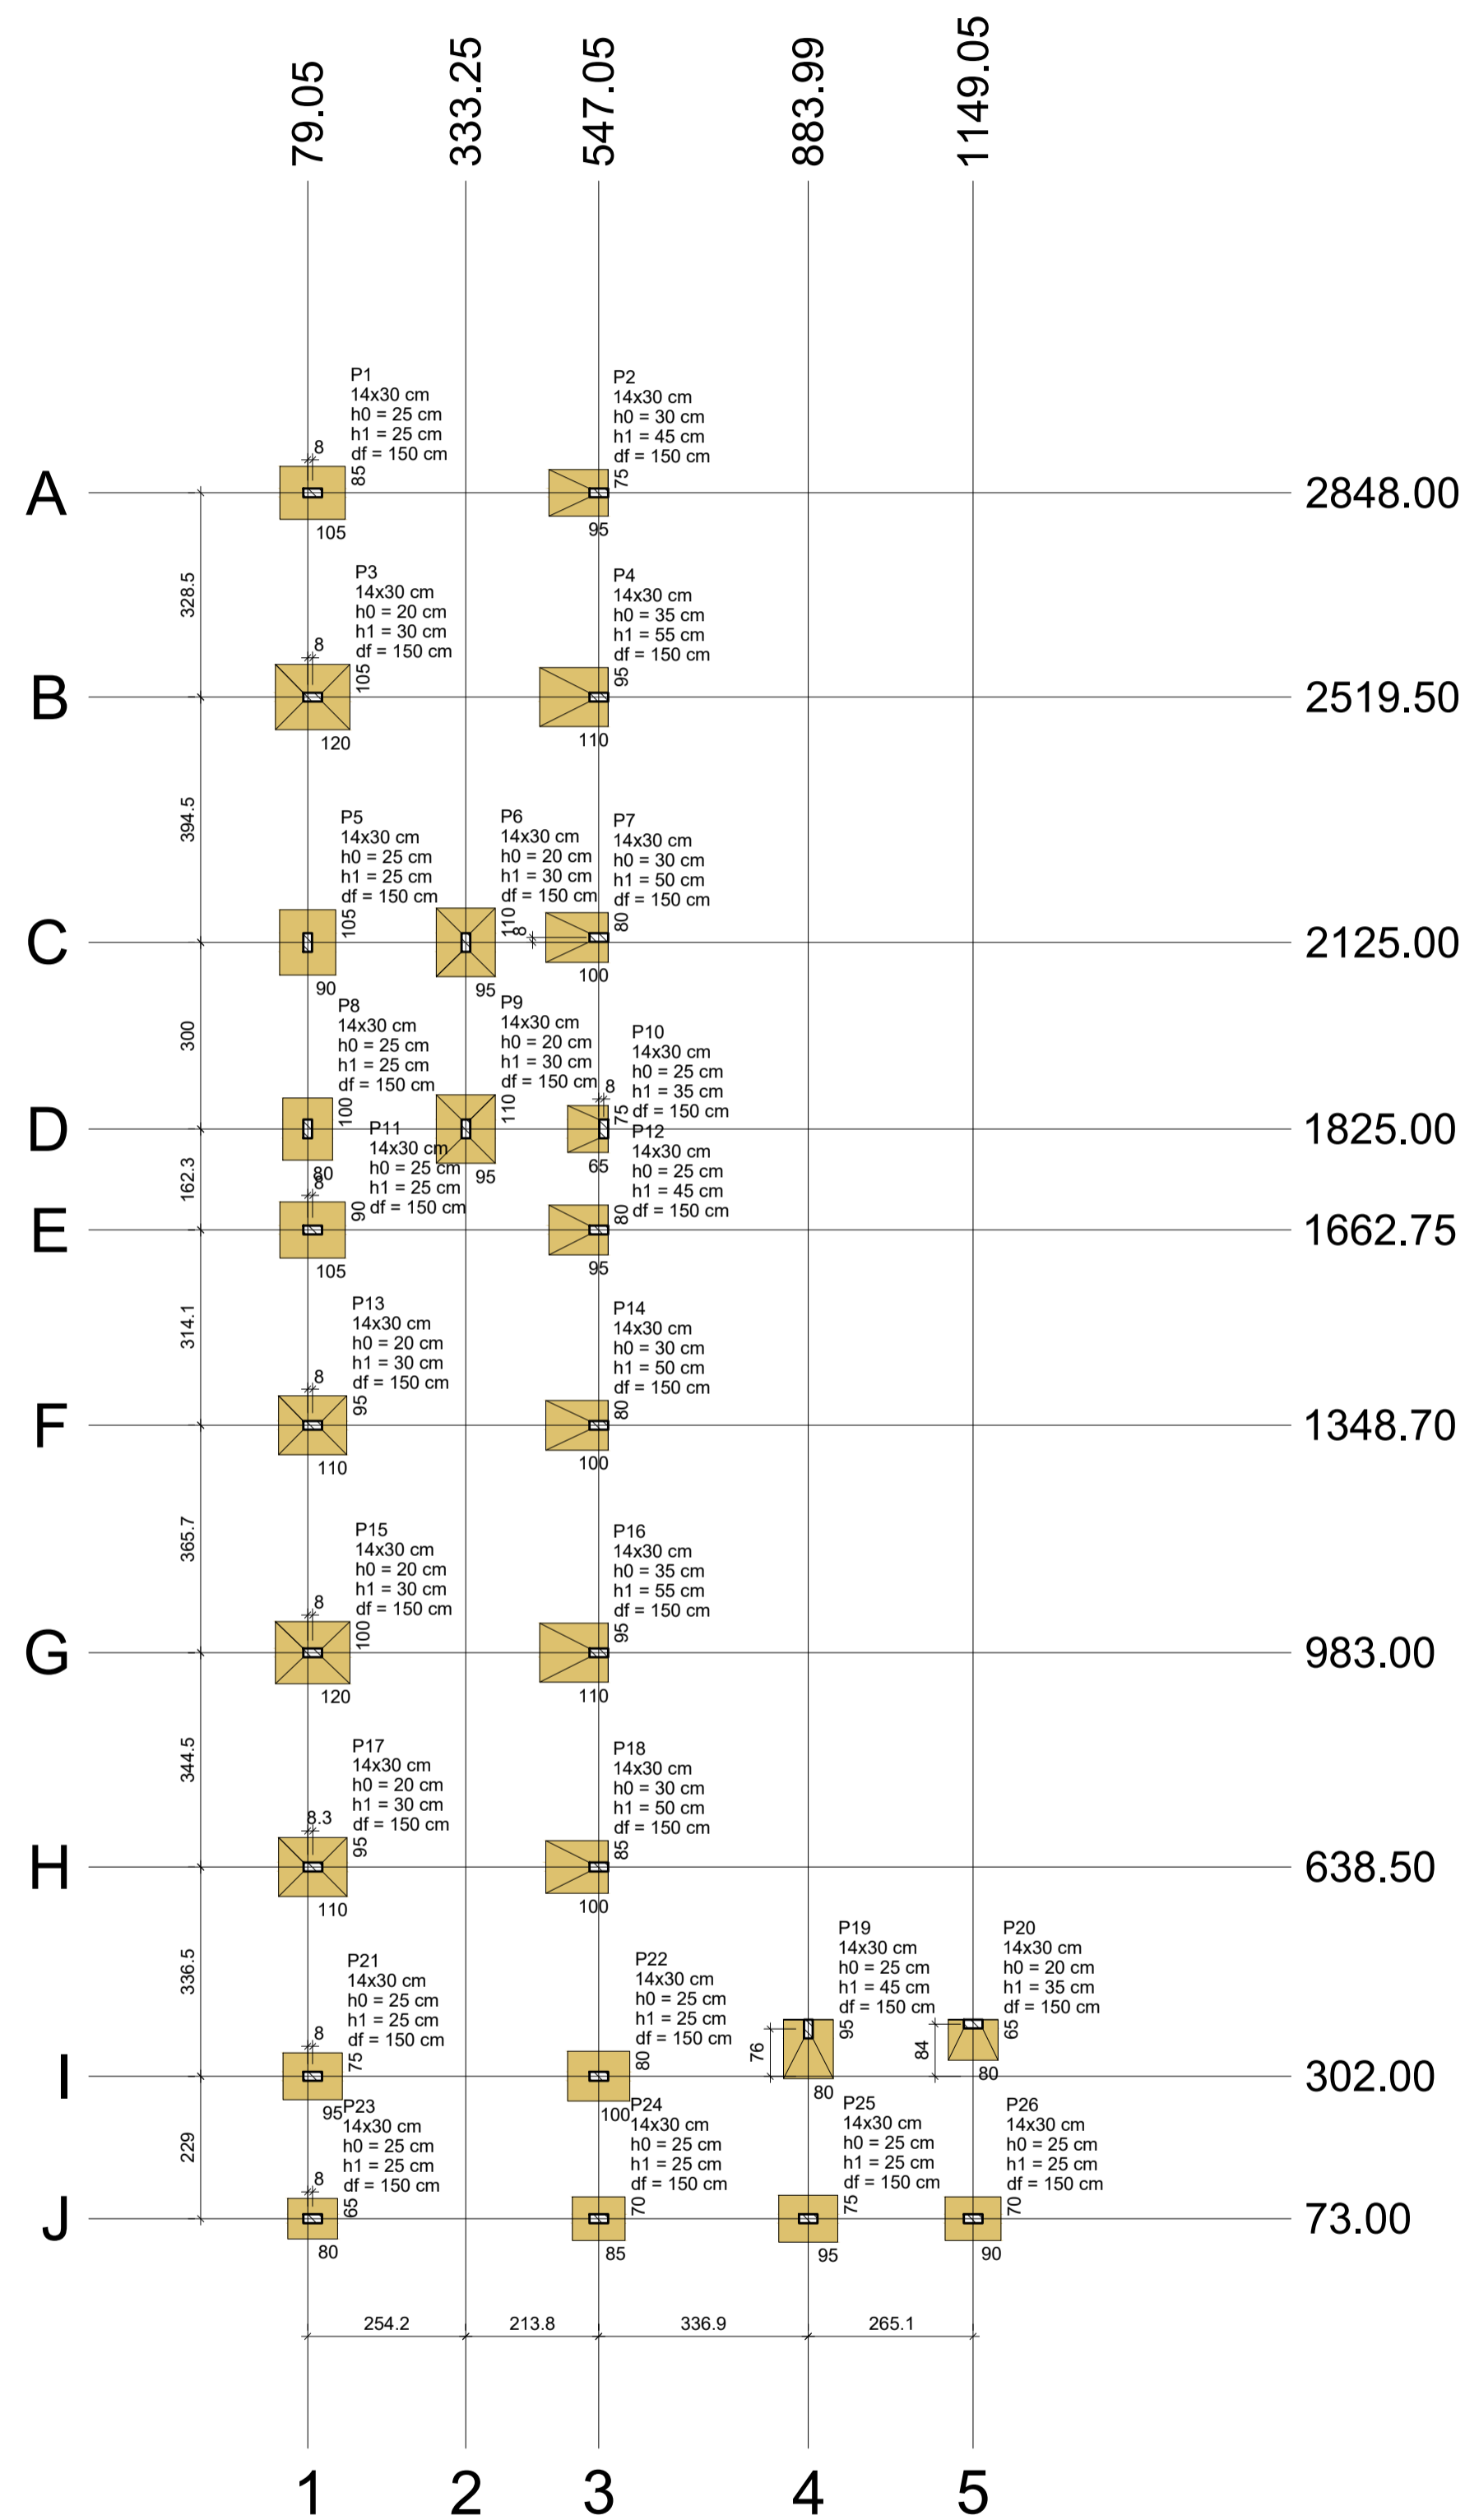 79.05
333.25
547.05
883.99
1149.05
P1
14x30 cm
h0 = 25 cm
h1 = 25 cm
df = 150 cm
8
85
105
P2
14x30 cm
h0 = 30 cm
h1 = 45 cm
df = 150 cm
75
95
A
2848.00
328.5
P3
14x30 cm
h0 = 20 cm
h1 = 30 cm
df = 150 cm
8
105
120
P4
14x30 cm
h0 = 35 cm
h1 = 55 cm
df = 150 cm
95
110
B
2519.50
394.5
P5
14x30 cm
h0 = 25 cm
h1 = 25 cm
df = 150 cm
105
90
P6
14x30 cm
h0 = 20 cm
h1 = 30 cm
df = 150 cm
110
8
95
P7
14x30 cm
h0 = 30 cm
h1 = 50 cm
df = 150 cm
80
100
C
2125.00
300
P8
14x30 cm
h0 = 25 cm
h1 = 25 cm
df = 150 cm
100
80
P9
14x30 cm
h0 = 20 cm
h1 = 30 cm
df = 150 cm
110
95
P10
14x30 cm
h0 = 25 cm
h1 = 35 cm
df = 150 cm
8
75
65
D
1825.00
162.3
P11
14x30 cm
h0 = 25 cm
h1 = 25 cm
df = 150 cm
8
90
105
P12
14x30 cm
h0 = 25 cm
h1 = 45 cm
df = 150 cm
80
95
E
1662.75
314.1
P13
14x30 cm
h0 = 20 cm
h1 = 30 cm
df = 150 cm
8
95
110
P14
14x30 cm
h0 = 30 cm
h1 = 50 cm
df = 150 cm
80
100
F
1348.70
365.7
P15
14x30 cm
h0 = 20 cm
h1 = 30 cm
df = 150 cm
8
100
120
P16
14x30 cm
h0 = 35 cm
h1 = 55 cm
df = 150 cm
95
110
G
983.00
344.5
P17
14x30 cm
h0 = 20 cm
h1 = 30 cm
df = 150 cm
8.3
95
110
P18
14x30 cm
h0 = 30 cm
h1 = 50 cm
df = 150 cm
85
100
H
638.50
336.5
P19
14x30 cm
h0 = 25 cm
h1 = 45 cm
df = 150 cm
95
76
80
P20
14x30 cm
h0 = 20 cm
h1 = 35 cm
df = 150 cm
65
84
80
P21
14x30 cm
h0 = 25 cm
h1 = 25 cm
df = 150 cm
8
75
95
P22
14x30 cm
h0 = 25 cm
h1 = 25 cm
df = 150 cm
80
100
I
302.00
229
P23
14x30 cm
h0 = 25 cm
h1 = 25 cm
df = 150 cm
8
65
80
P24
14x30 cm
h0 = 25 cm
h1 = 25 cm
df = 150 cm
70
85
P25
14x30 cm
h0 = 25 cm
h1 = 25 cm
df = 150 cm
75
95
P26
14x30 cm
h0 = 25 cm
h1 = 25 cm
df = 150 cm
70
90
J
73.00
254.2
213.8
336.9
265.1
1
2
3
4
5